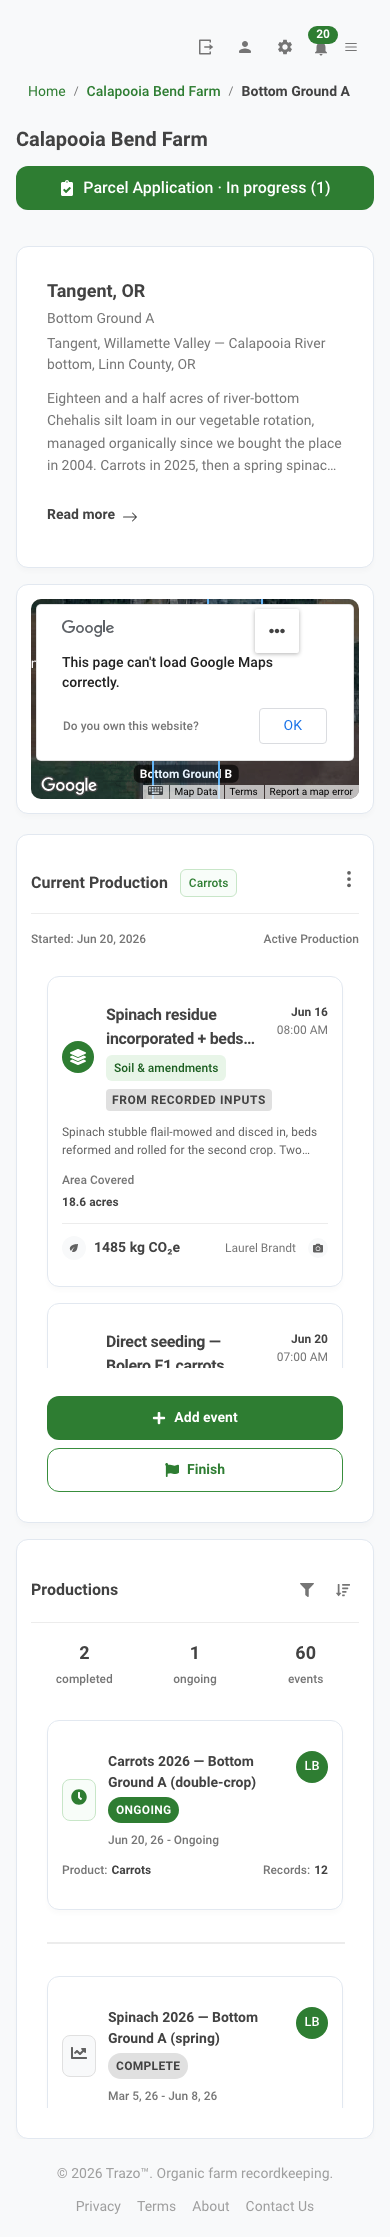 20
Home / Calapooia Bend Farm / Bottom Ground A
Calapooia Bend Farm
Parcel Application · In progress (1)
Tangent, OR
Bottom Ground A
Tangent, Willamette Valley — Calapooia River
bottom, Linn County, OR
Eighteen and a half acres of river-bottom
Chehalis silt loam in our vegetable rotation,
managed organically since we bought the place
in 2004. Carrots in 2025, then a spring spinac...
Read more
Google
This page can't load Google Maps
correctly.
Do you own this website?
OK
Bottom Ground B
Google
Map Data
Terms
Report a map error
Current Production
Carrots
Started: Jun 20, 2026
Active Production
Spinach residue
incorporated + beds...
Jun 16
08:00 AM
Soil & amendments
FROM RECORDED INPUTS
Spinach stubble flail-mowed and disced in, beds
reformed and rolled for the second crop. Two...
Area Covered
18.6 acres
1485 kg CO₂e
Laurel Brandt
Direct seeding —
Bolero F1 carrots
Jun 20
07:00 AM
Add event
Finish
Productions
2
completed
1
ongoing
60
events
Carrots 2026 — Bottom
Ground A (double-crop)
LB
ONGOING
Jun 20, 26 - Ongoing
Product: Carrots
Records: 12
Spinach 2026 — Bottom
Ground A (spring)
LB
COMPLETE
Mar 5, 26 - Jun 8, 26
© 2026 Trazo™. Organic farm recordkeeping.
Privacy
Terms
About
Contact Us